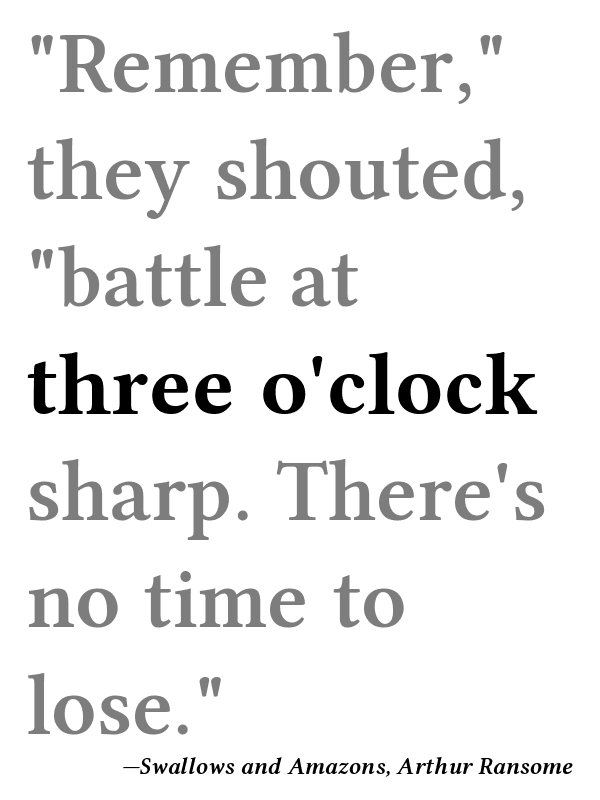 "Remember,"
they shouted,
"battle at
three o'clock
sharp. There's
no time to
lose."
—Swallows and Amazons, Arthur Ransome